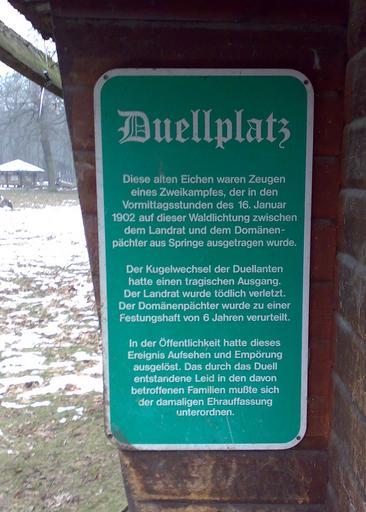 Duellplatz
Diese alten Eichen waren Zeugen
eines Zweikampfes, der in den
Vormittagsstunden des 16. Januar
1902 auf dieser Waldlichtung zwischen
dem Landrat und dem Domänen-
pächter aus Springe ausgetragen wurde.
Der Kugelwechsel der Duellanten
hatte einen tragischen Ausgang.
Der Landrat wurde tödlich verletzt.
Der Domänenpächter wurde zu einer
Festungshaft von 6 Jahren verurteilt.
In der Öffentlichkeit hatte dieses
Ereignis Aufsehen und Empörung
ausgelöst. Das durch das Duell
entstandene Leid in den davon
betroffenen Familien mußte sich
der damaligen Ehrauffassung
unterordnen.